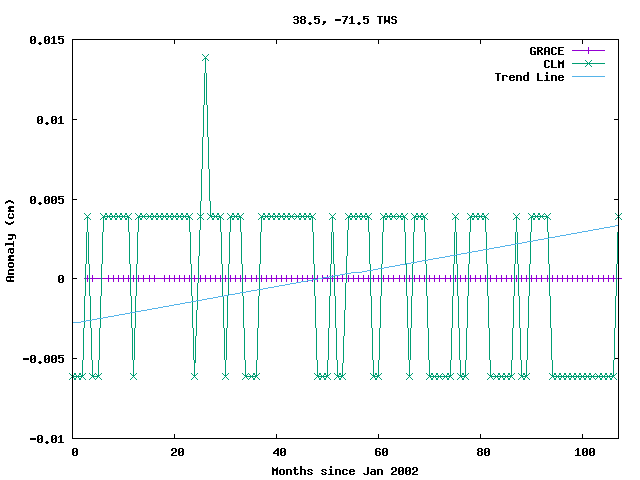 38.5, -71.5 TWS
0.015
GRACE
CLM
Trend Line
0.01
0.005
Anomaly (cm)
0
-0.005
-0.01
0 20 40 60 80 100
Months since Jan 2002